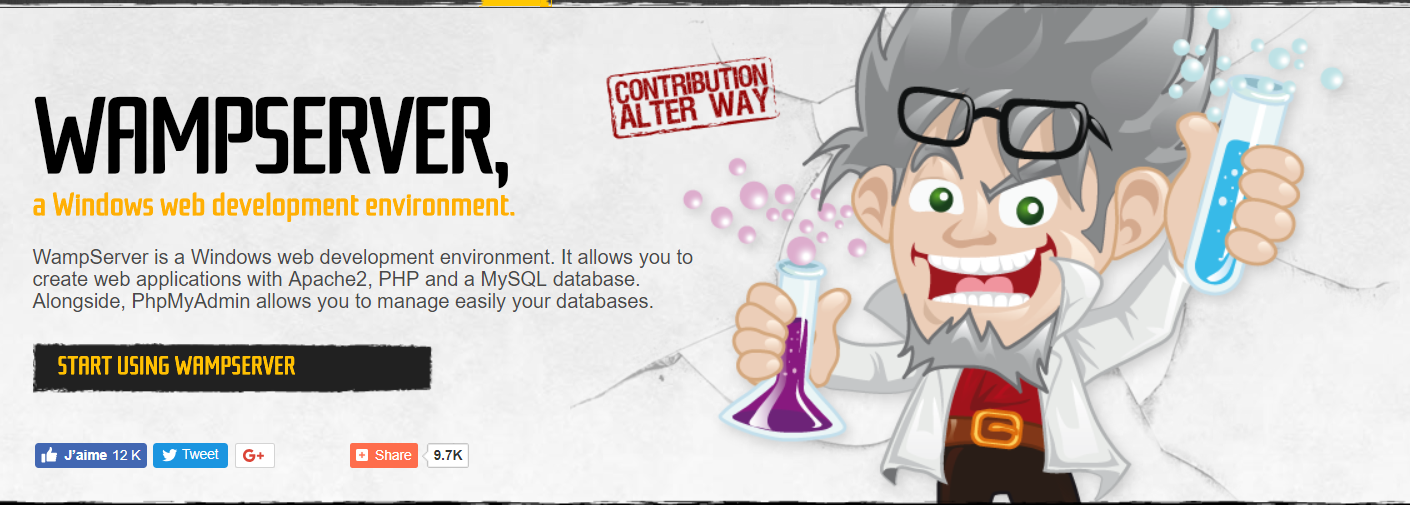 CONTRIBUTION
ALTER WAY
WAMPSERVER,
a Windows web development environment.
WampServer is a Windows web development environment. It allows you to
create web applications with Apache2, PHP and a MySQL database.
Alongside, PhpMyAdmin allows you to manage easily your databases.
START USING WAMPSERVER
J'aime 12 K
Tweet
G+
Share
9.7K